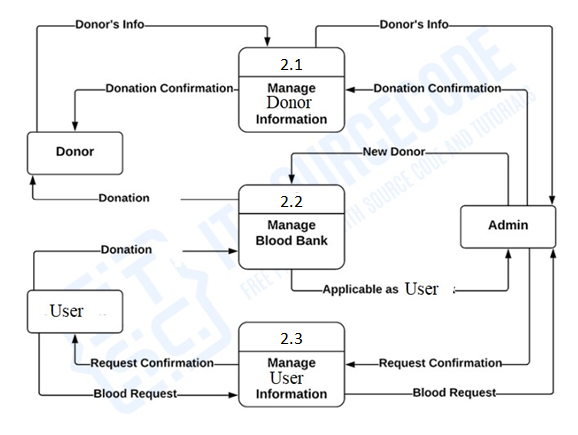 Donor's Info
Donor's Info
2.1
Manage
Donor
Information
Donation Confirmation
Donation Confirmation
Donor
New Donor
Donation
2.2
Manage
Blood Bank
Admin
Donation
Applicable as User
User
2.3
Manage
User
Information
Request Confirmation
Request Confirmation
Blood Request
Blood Request
IT SOURCECODE